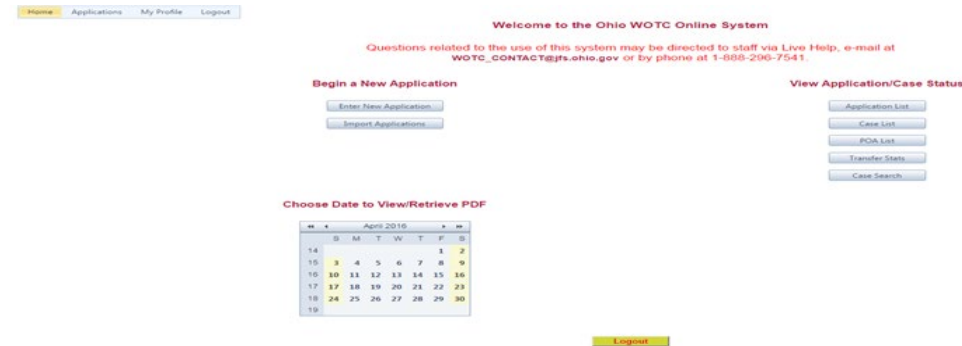 Home Applications My Profile Logout
Welcome to the Ohio WOTC Online System
Questions related to the use of this system may be directed to staff via Live Help, e-mail at
WOTC_CONTACT@jfs.ohio.gov or by phone at 1-888-296-7541.
Begin a New Application
Enter New Application
Import Applications
View Application/Case Status
Application List
Case List
POA List
Transfer Stats
Case Search
Choose Date to View/Retrieve PDF
April 2016
S M T W T F S
14 1 2
15 3 4 5 6 7 8 9
16 10 11 12 13 14 15 16
17 17 18 19 20 21 22 23
18 24 25 26 27 28 29 30
19
Logout